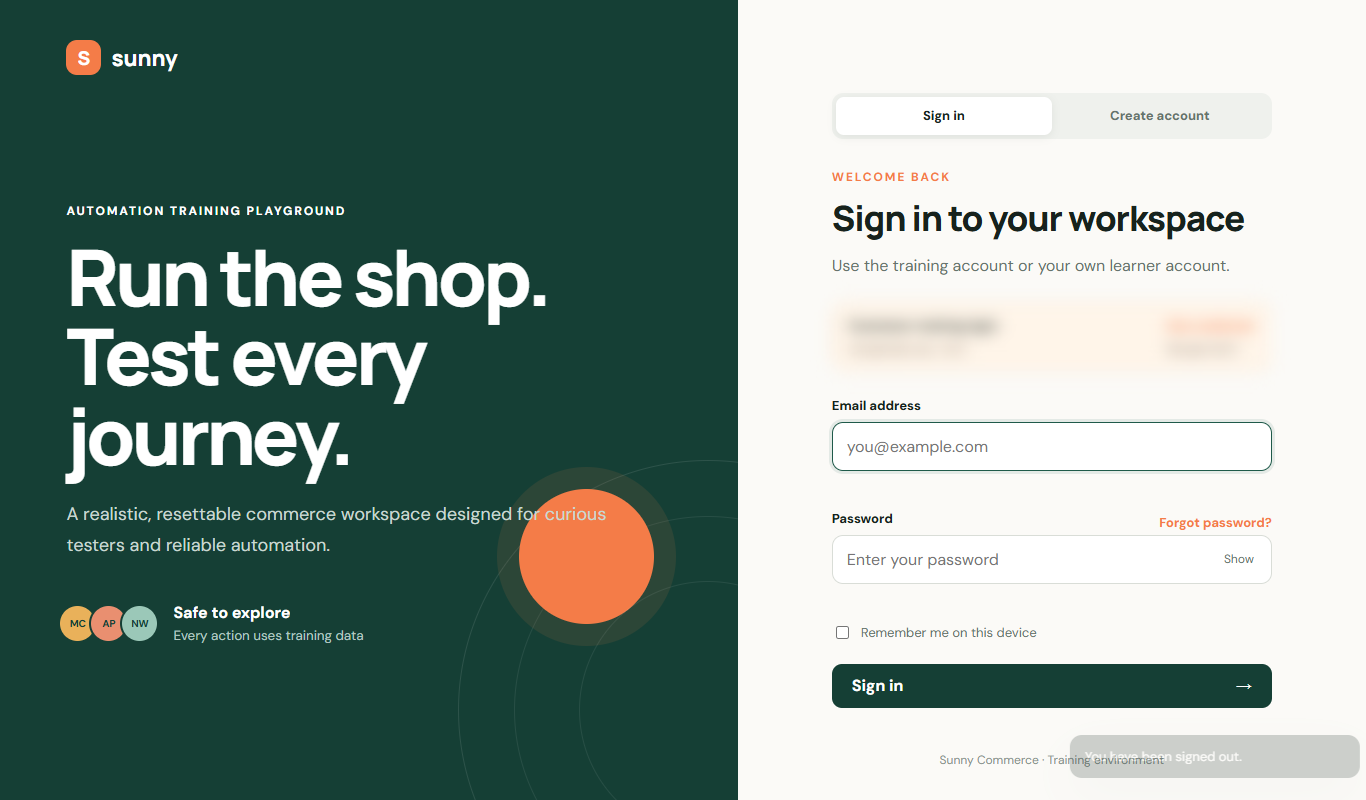 S sunny
AUTOMATION TRAINING PLAYGROUND
Run the shop.
Test every
journey.
A realistic, resettable commerce workspace designed for curious
testers and reliable automation.
MC AP NW
Safe to explore
Every action uses training data
Sign in Create account
WELCOME BACK
Sign in to your workspace
Use the training account or your own learner account.
Email address
you@example.com
Password Forgot password?
Enter your password Show
Remember me on this device
Sign in →
You have been signed out.
Sunny Commerce · Training environment